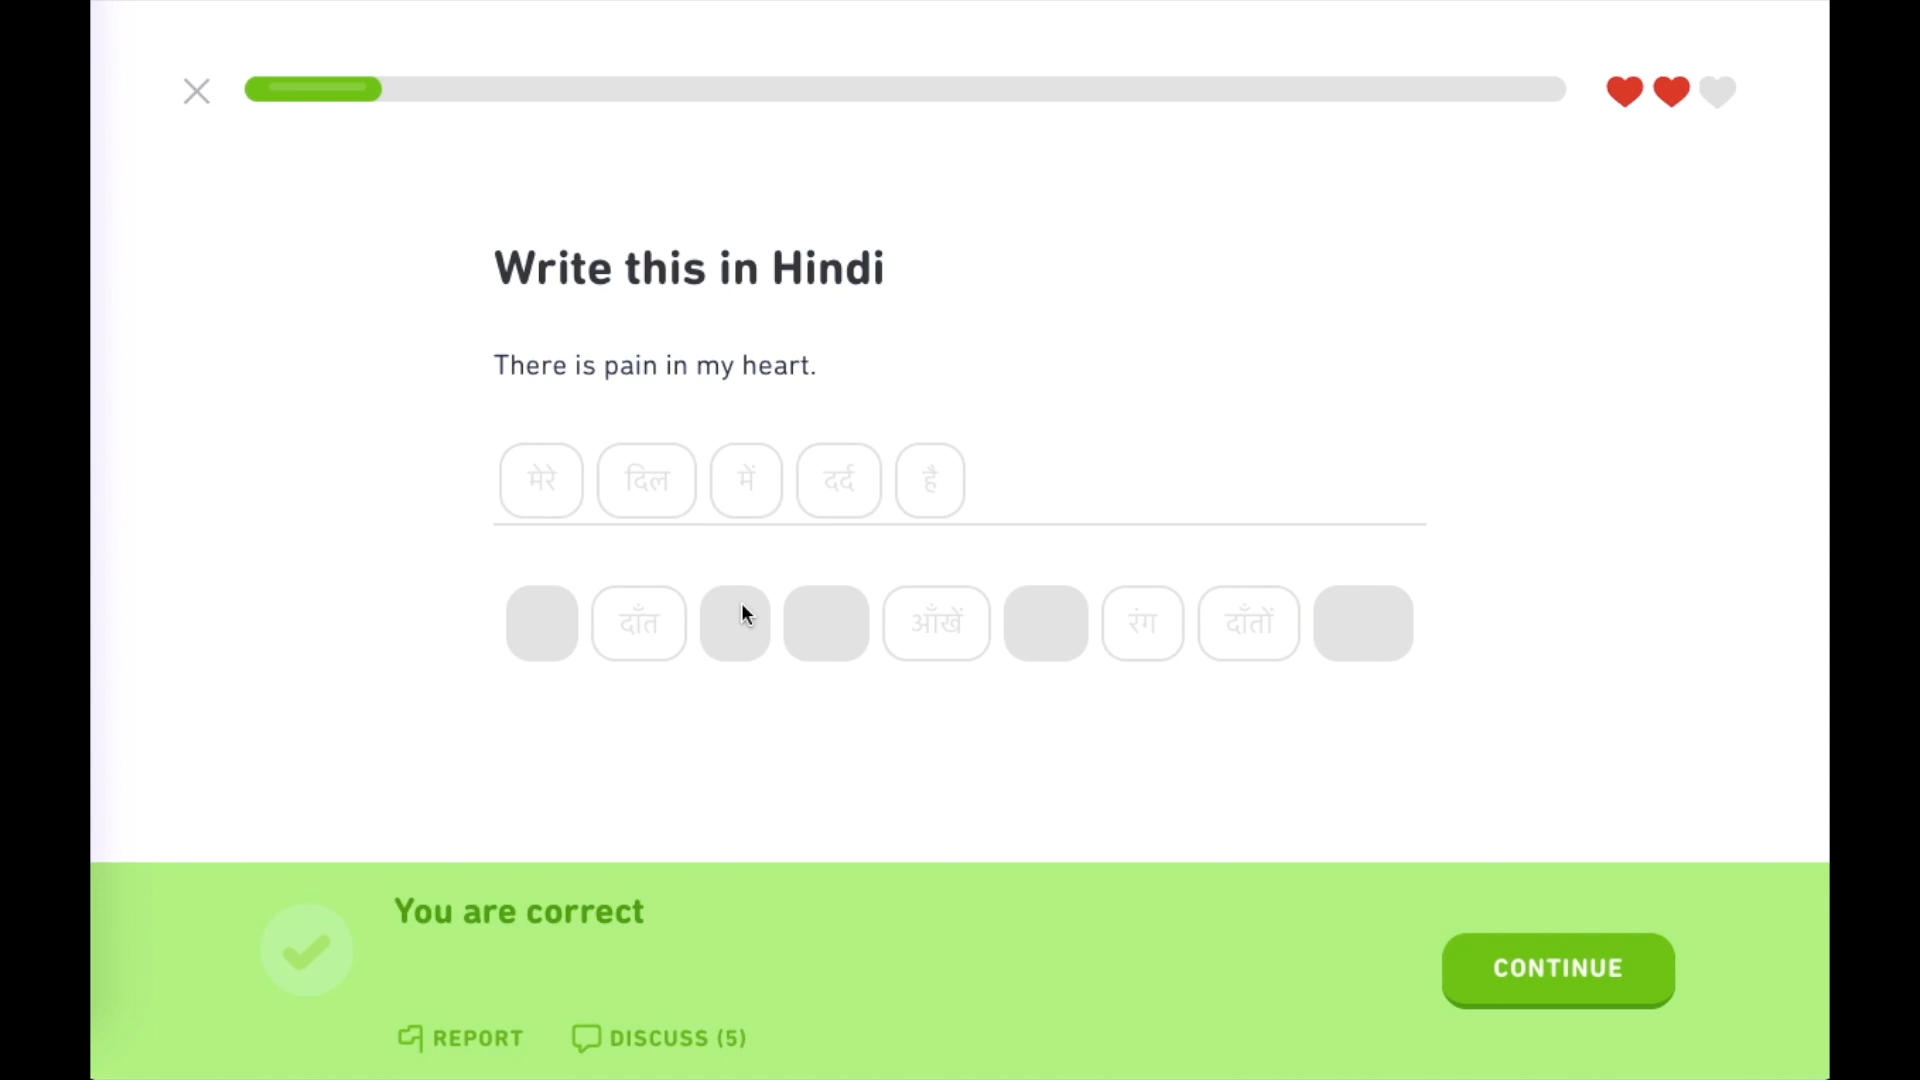 Write this in Hindi
There is pain in my heart.
मेरे दिल में दर्द है
दाँत आँखें रंग दाँतों
You are correct
CONTINUE
REPORT DISCUSS (5)